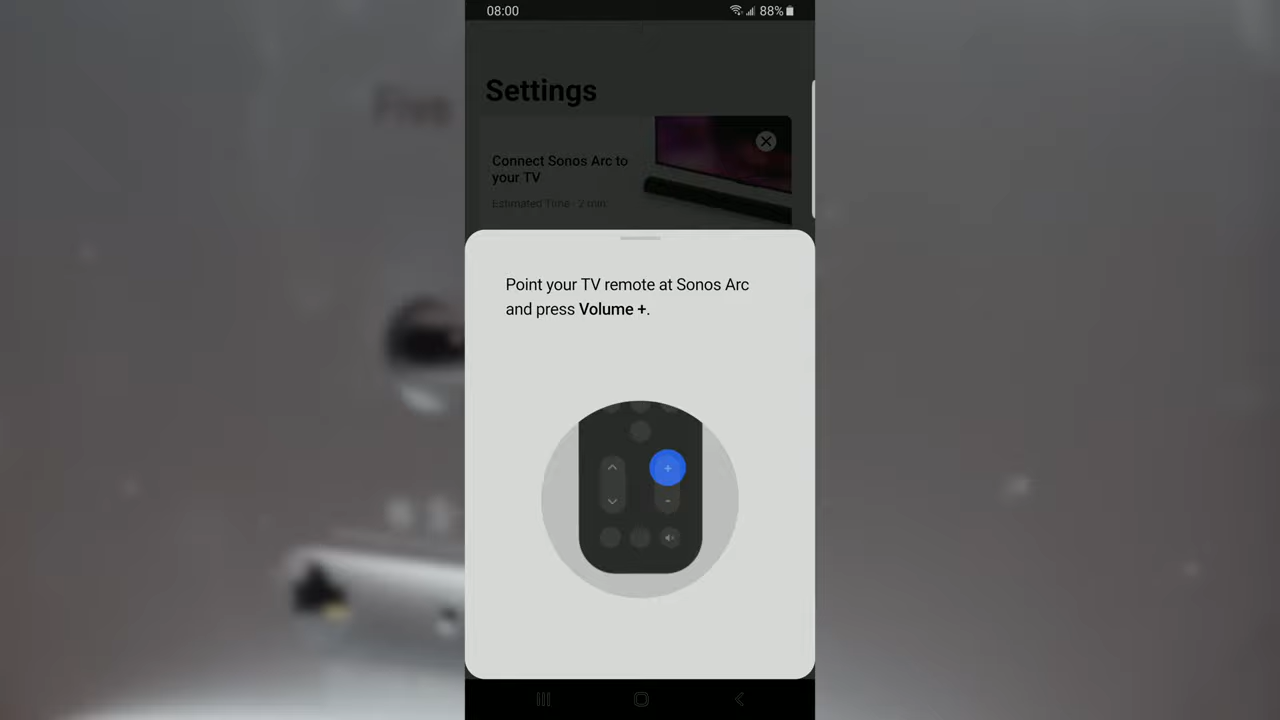 08:00
88%
Five
Settings
Connect Sonos Arc to
your TV
Estimated Time · 2 min
Point your TV remote at Sonos Arc
and press Volume +.
+
-